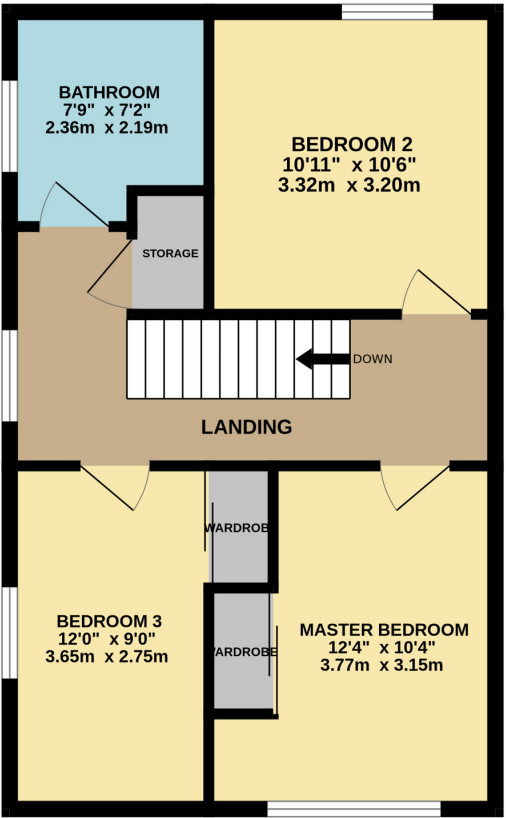 BATHROOM
7'9" x 7'2"
2.36m x 2.19m
BEDROOM 2
10'11" x 10'6"
3.32m x 3.20m
STORAGE
DOWN
LANDING
WARDROBE
BEDROOM 3
12'0" x 9'0"
3.65m x 2.75m
WARDROBE
MASTER BEDROOM
12'4" x 10'4"
3.77m x 3.15m